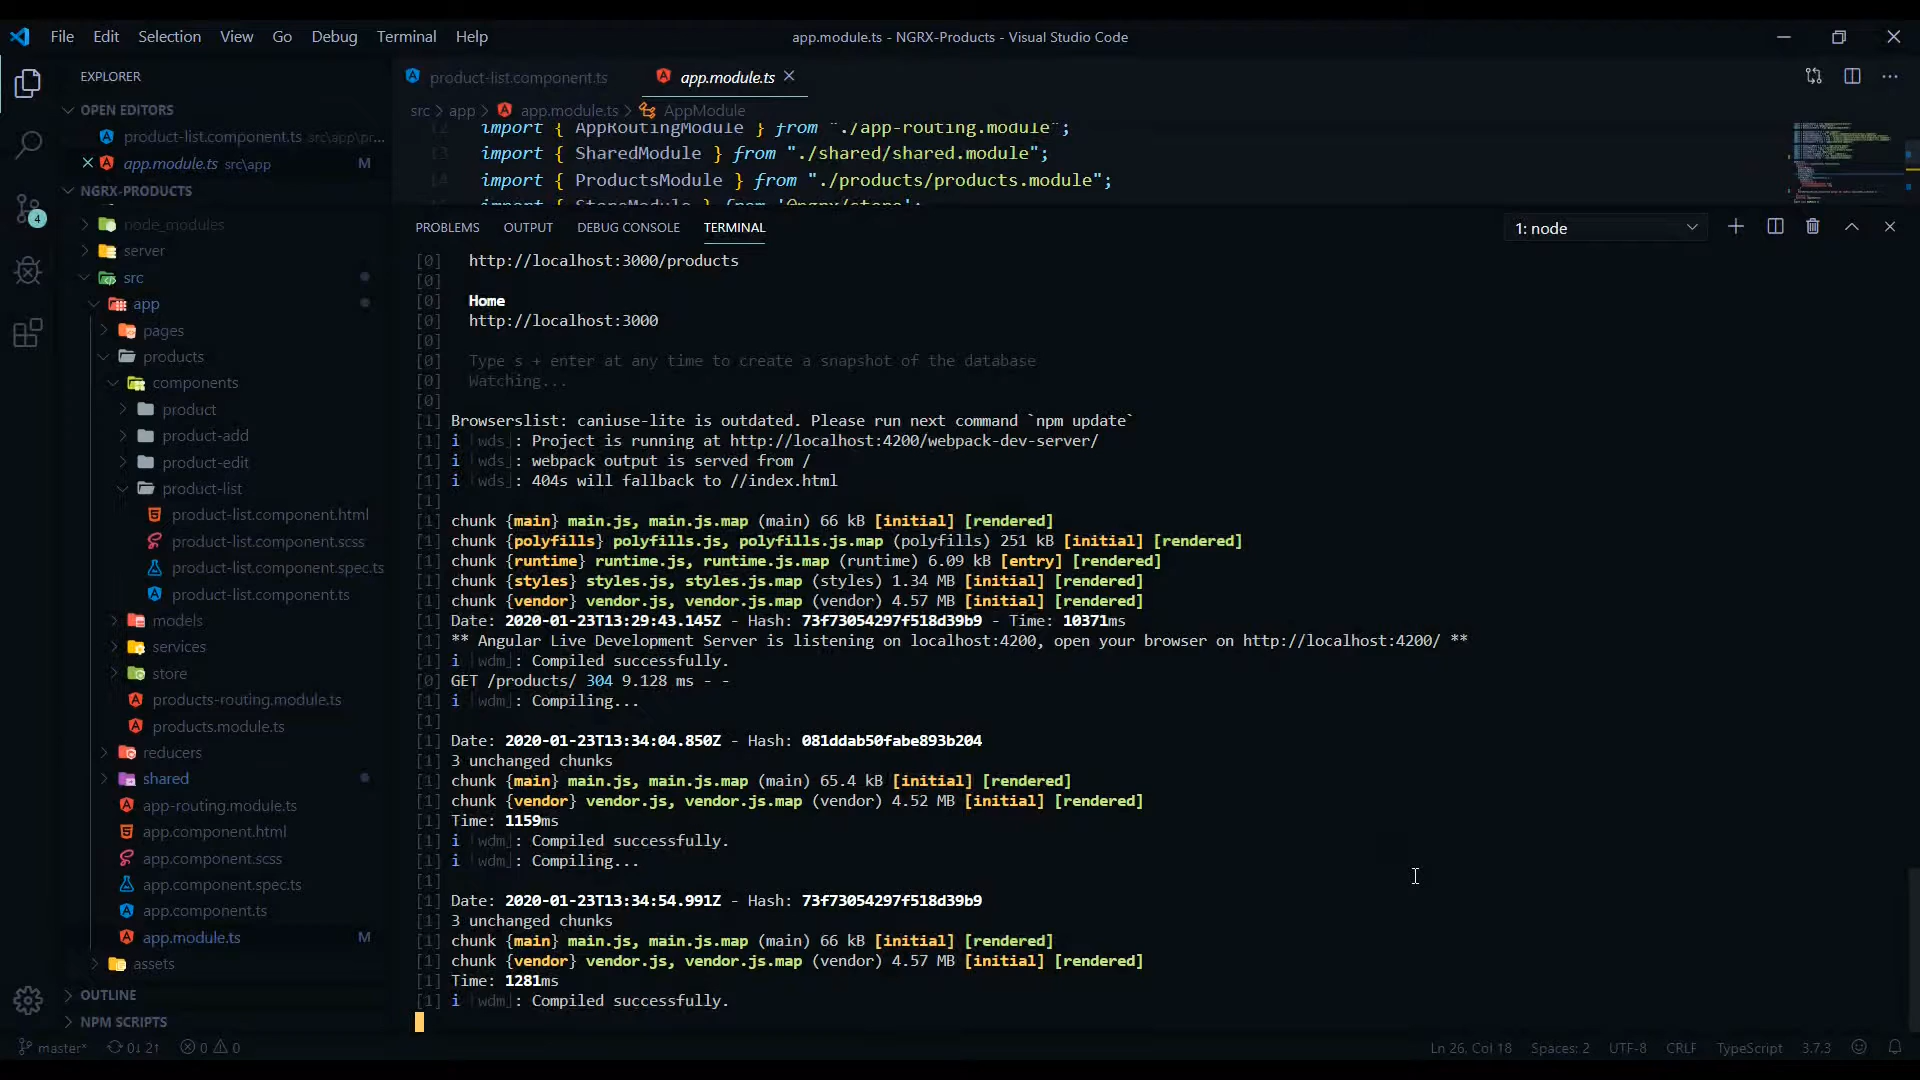 File Edit Selection View Go Debug Terminal Help
app.module.ts - NGRX-Products - Visual Studio Code
EXPLORER
OPEN EDITORS
product-list.component.ts src\app\pr...
app.module.ts src\app M
NGRX-PRODUCTS
node_modules
server
src
app
pages
products
components
product
product-add
product-edit
product-list
product-list.component.html
product-list.component.scss
product-list.component.spec.ts
product-list.component.ts
models
services
store
products-routing.module.ts
products.module.ts
reducers
shared
app-routing.module.ts
app.component.html
app.component.scss
app.component.spec.ts
app.component.ts
app.module.ts M
assets
OUTLINE
NPM SCRIPTS
4
product-list.component.ts
app.module.ts
src > app > app.module.ts > AppModule
12 import { AppRoutingModule } from "./app-routing.module";
13 import { SharedModule } from "./shared/shared.module";
14 import { ProductsModule } from "./products/products.module";
import { StoreModule } from '@ngrx/store';
PROBLEMS OUTPUT DEBUG CONSOLE TERMINAL
1: node
[0] http://localhost:3000/products
[0]
[0] Home
[0] http://localhost:3000
[0]
[0] Type s + enter at any time to create a snapshot of the database
[0] Watching...
[0]
[1] Browserslist: caniuse-lite is outdated. Please run next command `npm update`
[1] i ｢wds｣: Project is running at http://localhost:4200/webpack-dev-server/
[1] i ｢wds｣: webpack output is served from /
[1] i ｢wds｣: 404s will fallback to //index.html
[1]
[1] chunk {main} main.js, main.js.map (main) 66 kB [initial] [rendered]
[1] chunk {polyfills} polyfills.js, polyfills.js.map (polyfills) 251 kB [initial] [rendered]
[1] chunk {runtime} runtime.js, runtime.js.map (runtime) 6.09 kB [entry] [rendered]
[1] chunk {styles} styles.js, styles.js.map (styles) 1.34 MB [initial] [rendered]
[1] chunk {vendor} vendor.js, vendor.js.map (vendor) 4.57 MB [initial] [rendered]
[1] Date: 2020-01-23T13:29:43.145Z - Hash: 73f73054297f518d39b9 - Time: 10371ms
[1] ** Angular Live Development Server is listening on localhost:4200, open your browser on http://localhost:4200/ **
[1] i ｢wdm｣: Compiled successfully.
[0] GET /products/ 304 9.128 ms - -
[1] i ｢wdm｣: Compiling...
[1]
[1] Date: 2020-01-23T13:34:04.850Z - Hash: 081ddab50fabe893b204
[1] 3 unchanged chunks
[1] chunk {main} main.js, main.js.map (main) 65.4 kB [initial] [rendered]
[1] chunk {vendor} vendor.js, vendor.js.map (vendor) 4.52 MB [initial] [rendered]
[1] Time: 1159ms
[1] i ｢wdm｣: Compiled successfully.
[1] i ｢wdm｣: Compiling...
[1]
[1] Date: 2020-01-23T13:34:54.991Z - Hash: 73f73054297f518d39b9
[1] 3 unchanged chunks
[1] chunk {main} main.js, main.js.map (main) 66 kB [initial] [rendered]
[1] chunk {vendor} vendor.js, vendor.js.map (vendor) 4.57 MB [initial] [rendered]
[1] Time: 1281ms
[1] i ｢wdm｣: Compiled successfully.
master* 0↓ 2↑ 0 0
Ln 26, Col 18 Spaces: 2 UTF-8 CRLF TypeScript 3.7.3